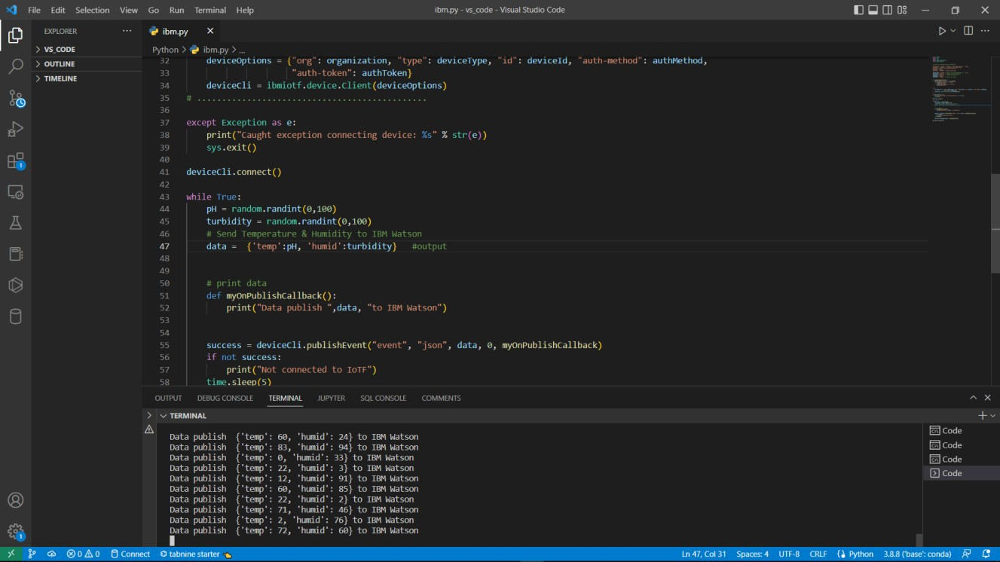 File Edit Selection View Go Run Terminal Help
ibm.py - vs_code - Visual Studio Code
EXPLORER
VS_CODE
OUTLINE
TIMELINE
ibm.py
Python > ibm.py > ...
32 deviceOptions = {"org": organization, "type": deviceType, "id": deviceId, "auth-method": authMethod,
33 "auth-token": authToken}
34 deviceCli = ibmiotf.device.Client(deviceOptions)
35 # ..............................................
36
37 except Exception as e:
38 print("Caught exception connecting device: %s" % str(e))
39 sys.exit()
40
41 deviceCli.connect()
42
43 while True:
44 pH = random.randint(0,100)
45 turbidity = random.randint(0,100)
46 # Send Temperature & Humidity to IBM Watson
47 data =  {'temp':pH, 'humid':turbidity}   #output
48
49
50 # print data
51 def myOnPublishCallback():
52 print("Data publish ",data, "to IBM Watson")
53
54
55 success = deviceCli.publishEvent("event", "json", data, 0, myOnPublishCallback)
56 if not success:
57 print("Not connected to IoTF")
58 time.sleep(5)
OUTPUT DEBUG CONSOLE TERMINAL JUPYTER SQL CONSOLE COMMENTS
TERMINAL
Data publish  {'temp': 60, 'humid': 24} to IBM Watson
Data publish  {'temp': 83, 'humid': 94} to IBM Watson
Data publish  {'temp': 0, 'humid': 33} to IBM Watson
Data publish  {'temp': 22, 'humid': 3} to IBM Watson
Data publish  {'temp': 12, 'humid': 91} to IBM Watson
Data publish  {'temp': 60, 'humid': 85} to IBM Watson
Data publish  {'temp': 22, 'humid': 2} to IBM Watson
Data publish  {'temp': 71, 'humid': 46} to IBM Watson
Data publish  {'temp': 2, 'humid': 76} to IBM Watson
Data publish  {'temp': 72, 'humid': 60} to IBM Watson
Code
Code
Code
Code
1
1
0 0 Connect tabnine starter Ln 47, Col 31 Spaces: 4 UTF-8 CRLF Python 3.8.8 ('base': conda)